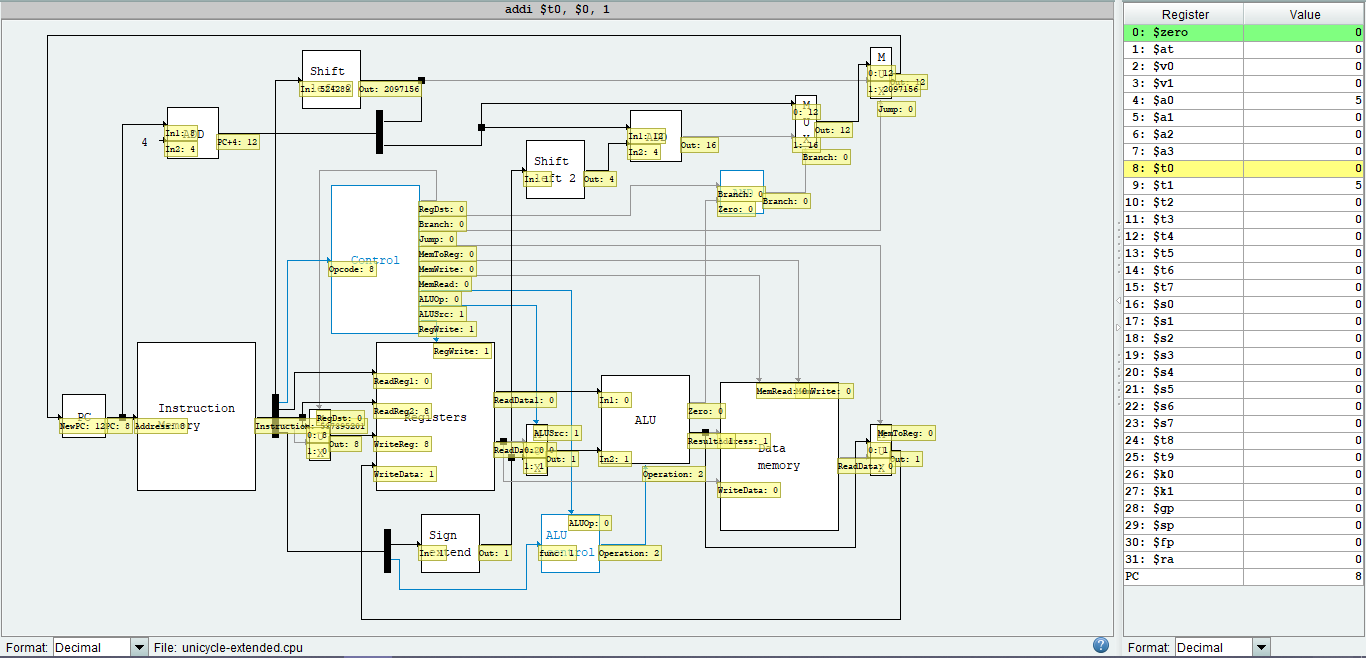 addi $t0, $0, 1
Shift
In: 524289
Out: 2097156
M
0: 12
1: 2097156
Out: 12
Jump: 0
4
In1: 8
In2: 4
PC+4: 12
In1: 12
In2: 4
Out: 16
M
0: 12
U
Out: 12
1: 16
Branch: 0
Shift
left 2
In: 1
Out: 4
Branch: 0
Zero: 0
Branch: 0
Control
Opcode: 8
RegDst: 0
Branch: 0
Jump: 0
MemToReg: 0
MemWrite: 0
MemRead: 0
ALUOp: 0
ALUSrc: 1
RegWrite: 1
PC
NewPC: 12
PC: 8
Instruction
Memory
Address: 8
Instruction:
RegDst: 0
0: 8
1: 0
Out: 8
RegWrite: 1
ReadReg1: 0
ReadReg2: 8
Registers
WriteReg: 8
WriteData: 1
ReadData1: 0
ALUSrc: 1
Out: 1
ALU
In1: 0
In2: 1
Zero: 0
Operation: 2
Data
memory
MemRead: 0
MemWrite: 0
WriteData: 0
ReadData: 0
MemToReg: 0
Out: 1
Sign
extend
In: 1
Out: 1
ALU
control
ALUOp: 0
func: 1
Operation: 2
Format: Decimal
File: unicycle-extended.cpu
?
Register Value
0: $zero 0
1: $at 0
2: $v0 0
3: $v1 0
4: $a0 5
5: $a1 0
6: $a2 0
7: $a3 0
8: $t0 0
9: $t1 5
10: $t2 0
11: $t3 0
12: $t4 0
13: $t5 0
14: $t6 0
15: $t7 0
16: $s0 0
17: $s1 0
18: $s2 0
19: $s3 0
20: $s4 0
21: $s5 0
22: $s6 0
23: $s7 0
24: $t8 0
25: $t9 0
26: $k0 0
27: $k1 0
28: $gp 0
29: $sp 0
30: $fp 0
31: $ra 0
PC 8
Format: Decimal